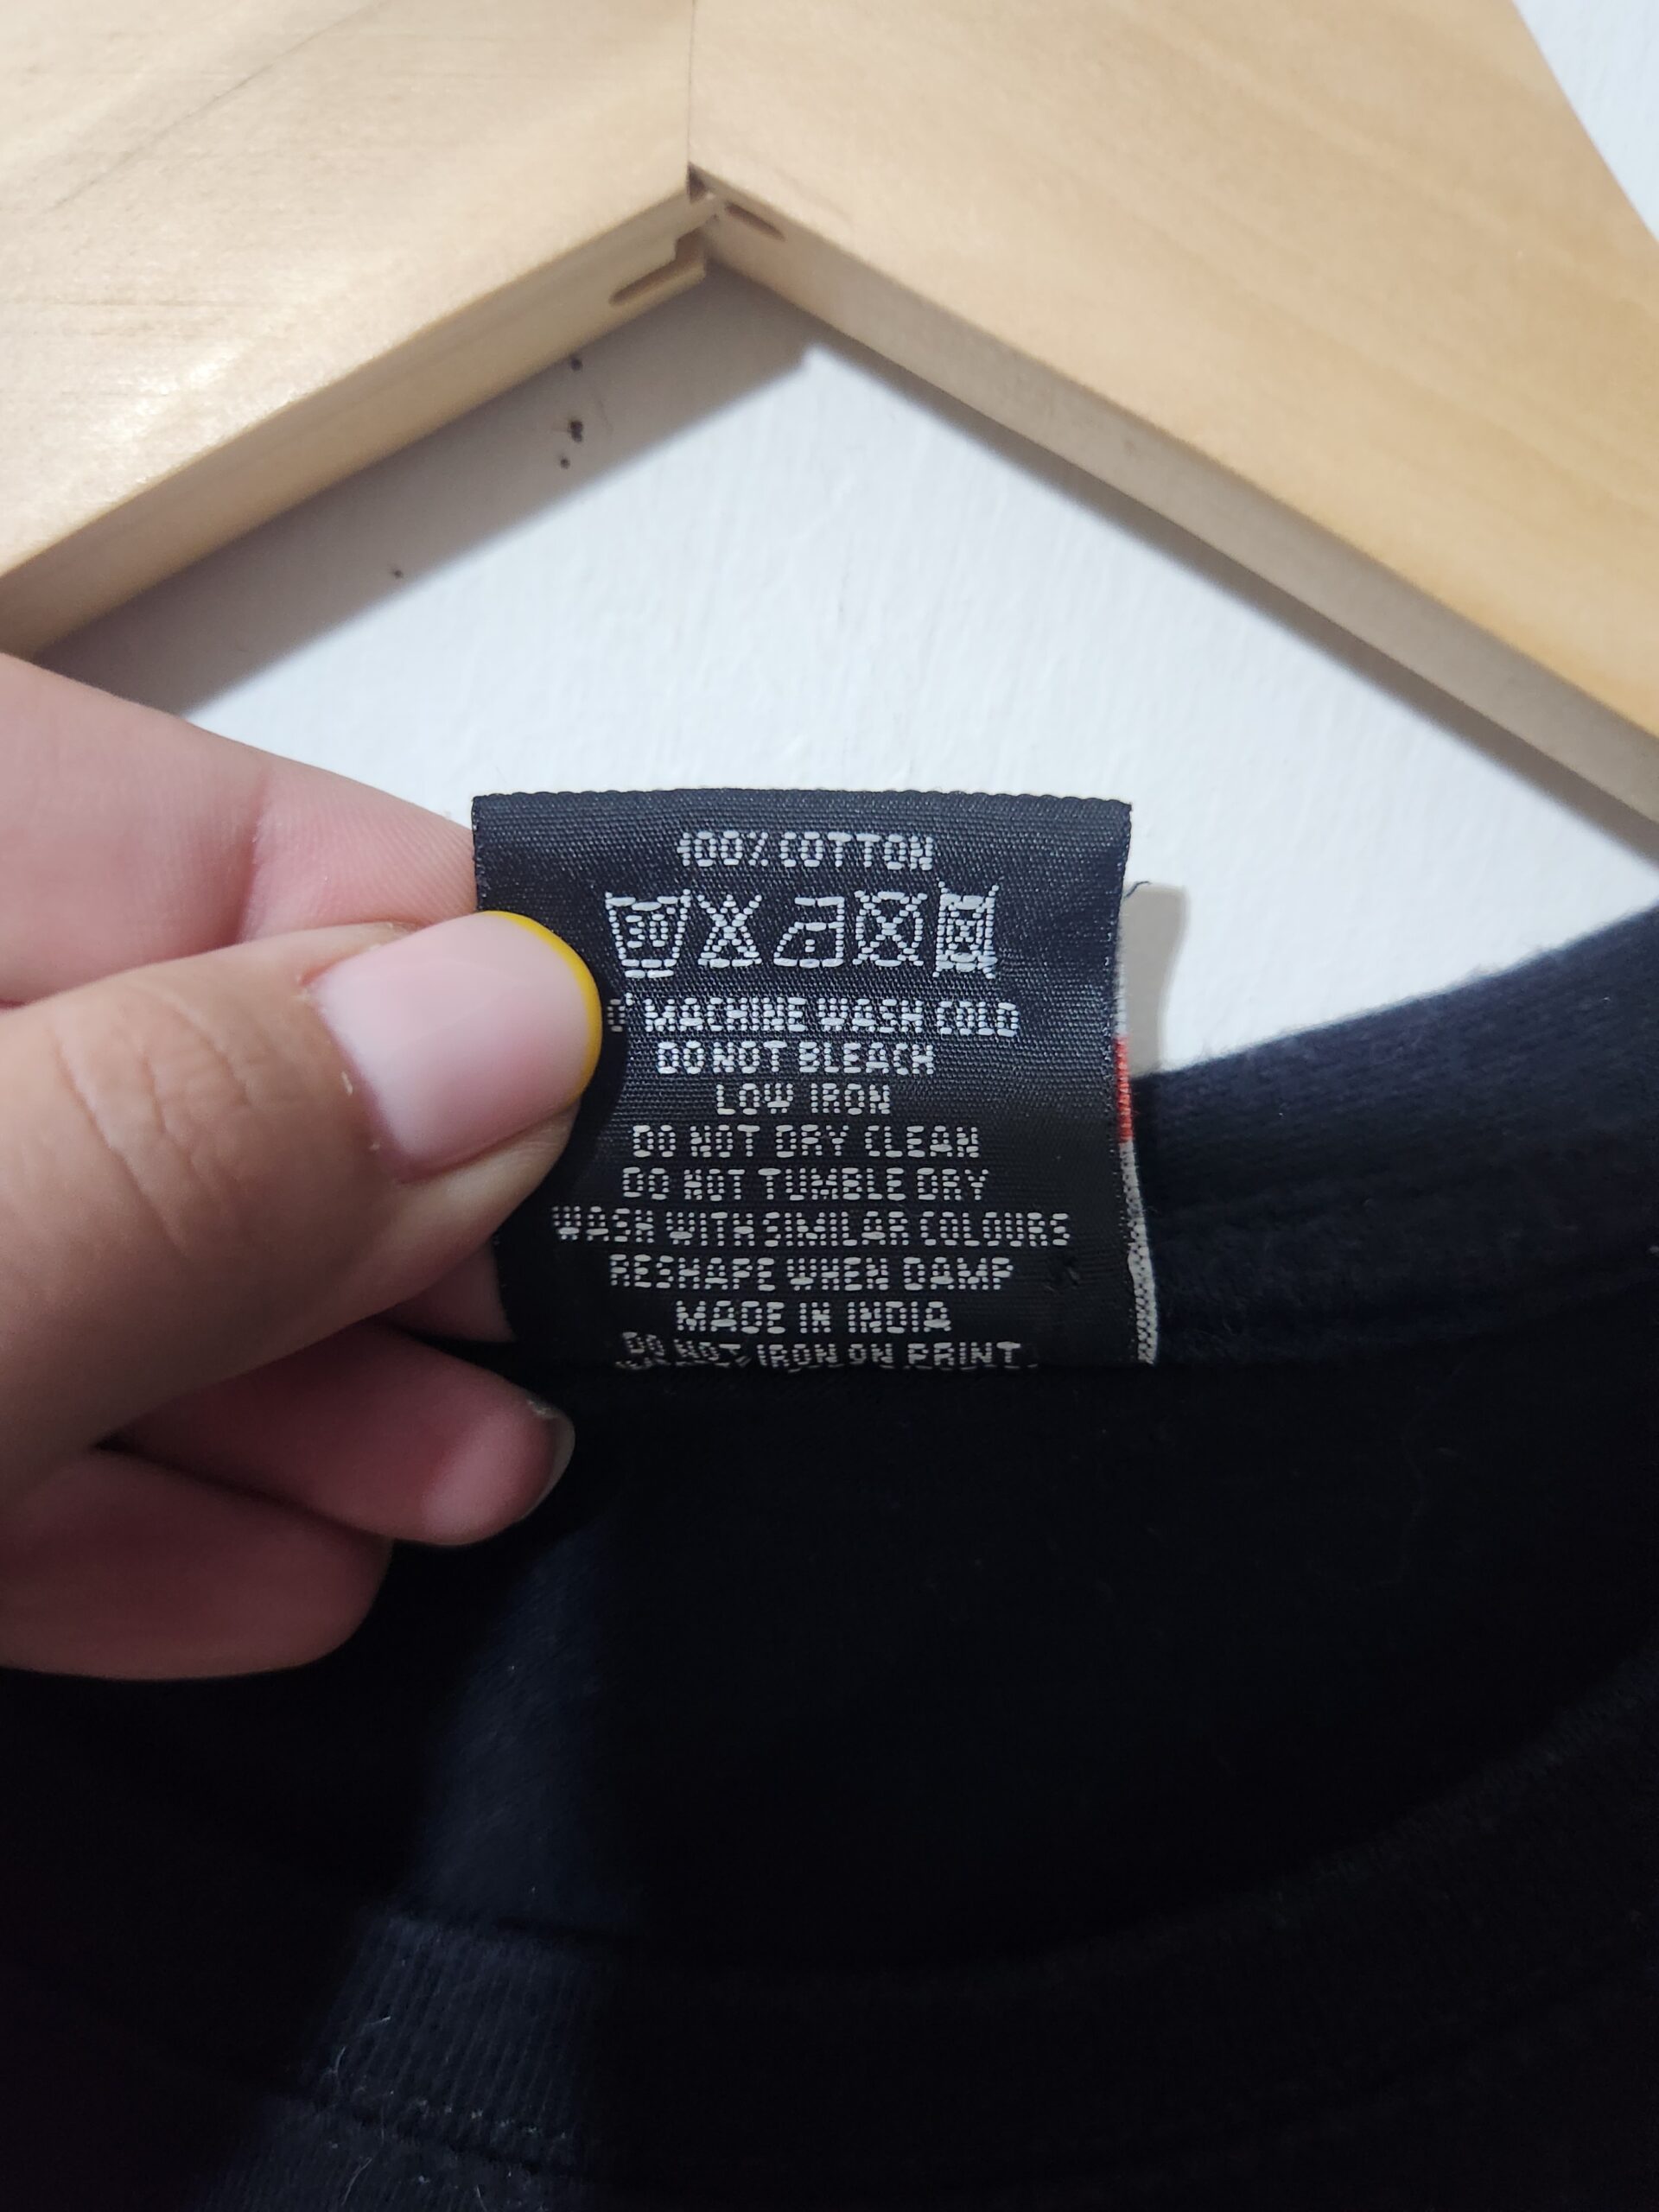 100% COTTON
30
MACHINE WASH COLD
DO NOT BLEACH
LOW IRON
DO NOT DRY CLEAN
DO NOT TUMBLE DRY
WASH WITH SIMILAR COLOURS
RESHAPE WHEN DAMP
MADE IN INDIA
DO NOT IRON ON PRINT.